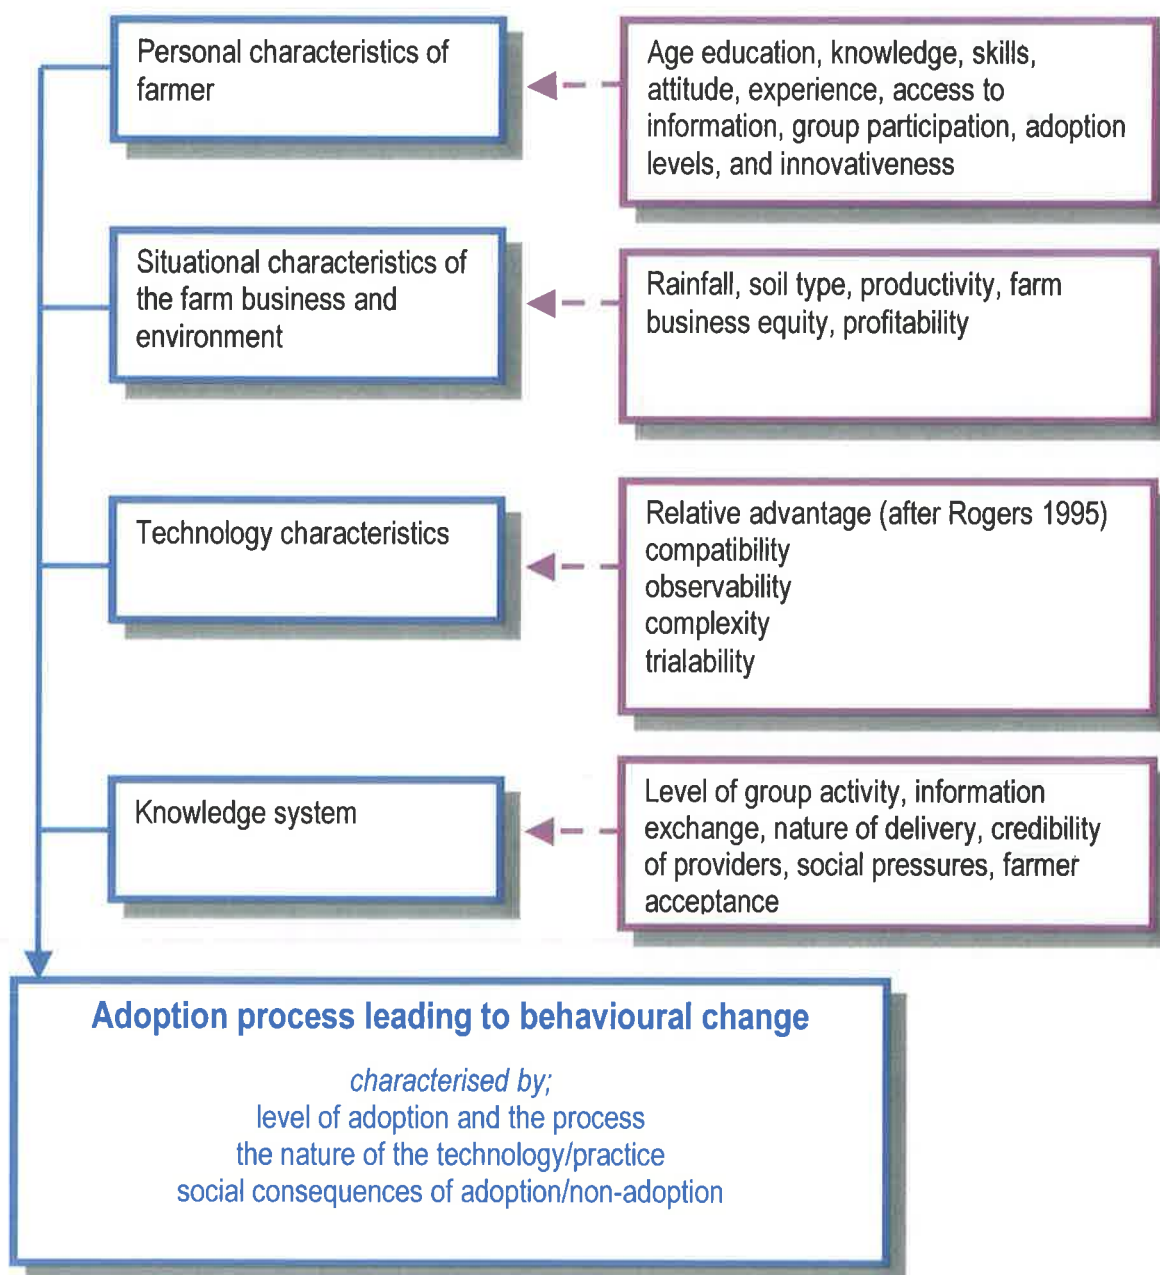 Personal characteristics of
farmer
Age education, knowledge, skills,
attitude, experience, access to
information, group participation, adoption
levels, and innovativeness
Situational characteristics of
the farm business and
environment
Rainfall, soil type, productivity, farm
business equity, profitability
Technology characteristics
Relative advantage (after Rogers 1995)
compatibility
observability
complexity
trialability
Knowledge system
Level of group activity, information
exchange, nature of delivery, credibility
of providers, social pressures, farmer
acceptance
Adoption process leading to behavioural change
characterised by;
level of adoption and the process
the nature of the technology/practice
social consequences of adoption/non-adoption